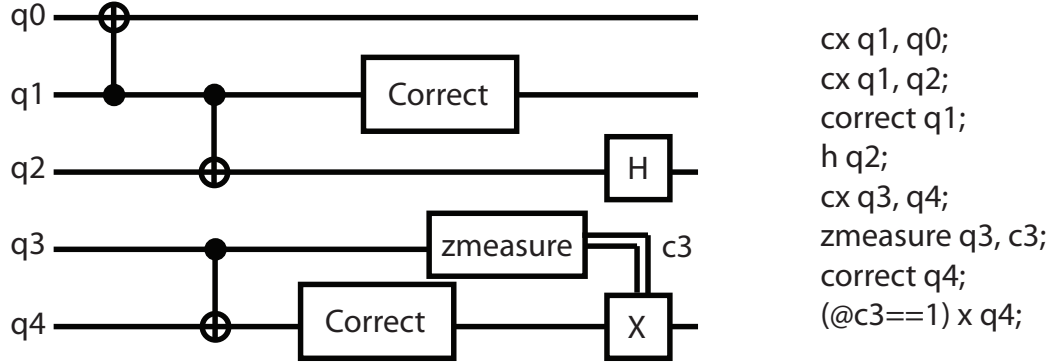 q0
q1
Correct
q2
H
q3
zmeasure
c3
q4
Correct
X
cx q1, q0;
cx q1, q2;
correct q1;
h q2;
cx q3, q4;
zmeasure q3, c3;
correct q4;
(@c3==1) x q4;